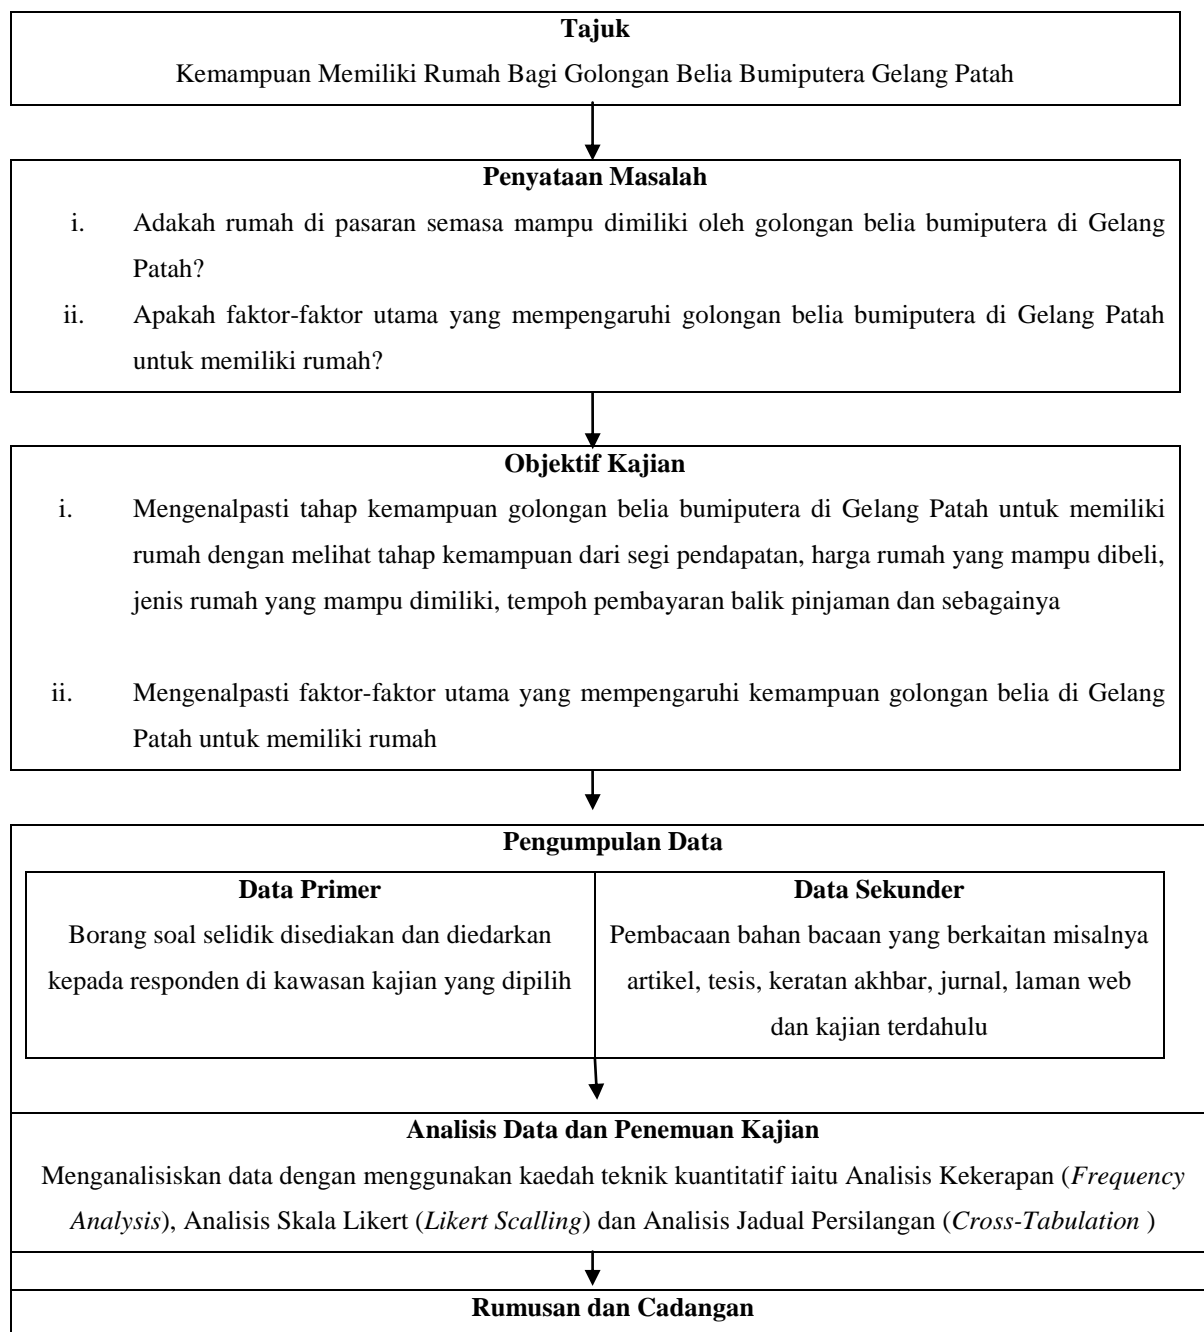 Tajuk
Kemampuan Memiliki Rumah Bagi Golongan Belia Bumiputera Gelang Patah
Penyataan Masalah
i. Adakah rumah di pasaran semasa mampu dimiliki oleh golongan belia bumiputera di Gelang
Patah?
ii. Apakah faktor-faktor utama yang mempengaruhi golongan belia bumiputera di Gelang Patah
untuk memiliki rumah?
Objektif Kajian
i. Mengenalpasti tahap kemampuan golongan belia bumiputera di Gelang Patah untuk memiliki
rumah dengan melihat tahap kemampuan dari segi pendapatan, harga rumah yang mampu dibeli,
jenis rumah yang mampu dimiliki, tempoh pembayaran balik pinjaman dan sebagainya
ii. Mengenalpasti faktor-faktor utama yang mempengaruhi kemampuan golongan belia di Gelang
Patah untuk memiliki rumah
Pengumpulan Data
Data Primer
Borang soal selidik disediakan dan diedarkan
kepada responden di kawasan kajian yang dipilih
Data Sekunder
Pembacaan bahan bacaan yang berkaitan misalnya
artikel, tesis, keratan akhbar, jurnal, laman web
dan kajian terdahulu
Analisis Data dan Penemuan Kajian
Menganalisiskan data dengan menggunakan kaedah teknik kuantitatif iaitu Analisis Kekerapan (Frequency
Analysis), Analisis Skala Likert (Likert Scalling) dan Analisis Jadual Persilangan (Cross-Tabulation )
Rumusan dan Cadangan